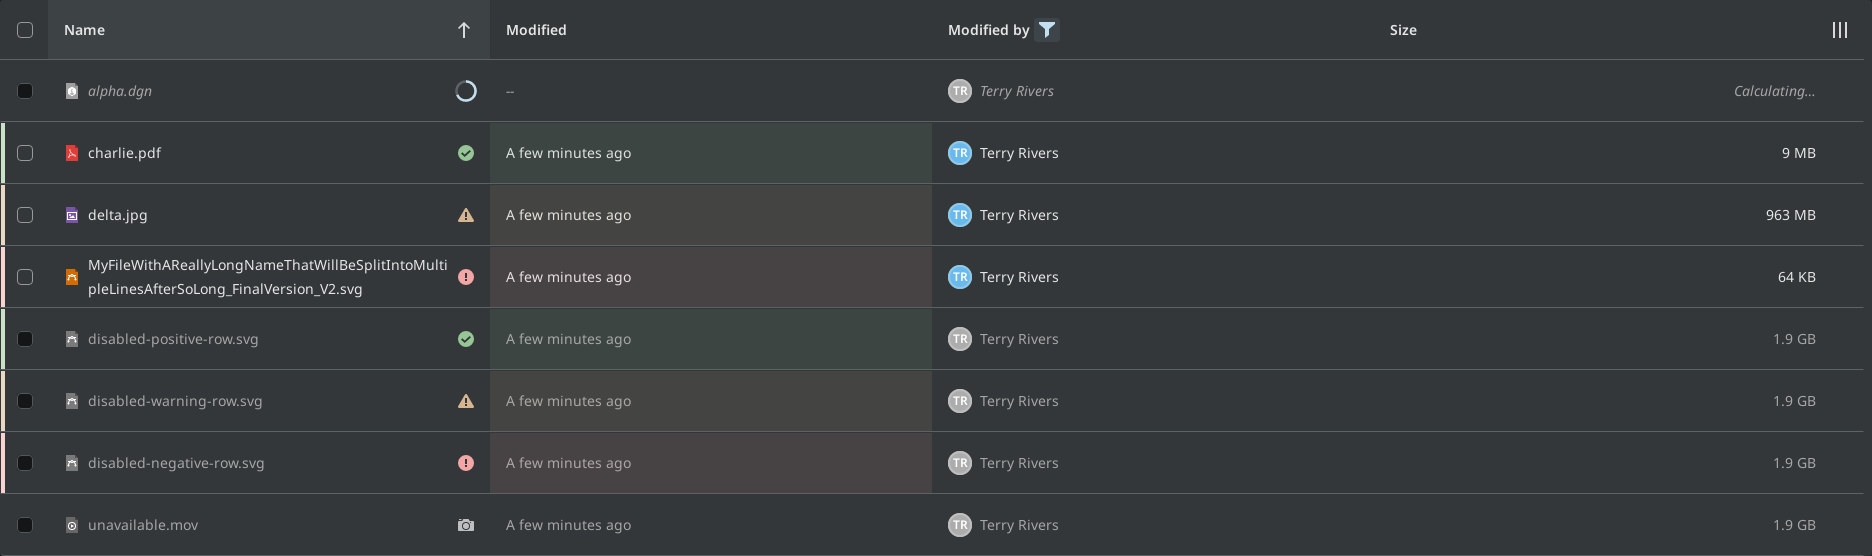 Name Modified Modified by Size
alpha.dgn -- TR Terry Rivers Calculating...
charlie.pdf A few minutes ago TR Terry Rivers 9 MB
delta.jpg A few minutes ago TR Terry Rivers 963 MB
MyFileWithAReallyLongNameThatWillBeSplitIntoMulti
pleLinesAfterSoLong_FinalVersion_V2.svg A few minutes ago TR Terry Rivers 64 KB
disabled-positive-row.svg A few minutes ago TR Terry Rivers 1.9 GB
disabled-warning-row.svg A few minutes ago TR Terry Rivers 1.9 GB
disabled-negative-row.svg A few minutes ago TR Terry Rivers 1.9 GB
unavailable.mov A few minutes ago TR Terry Rivers 1.9 GB